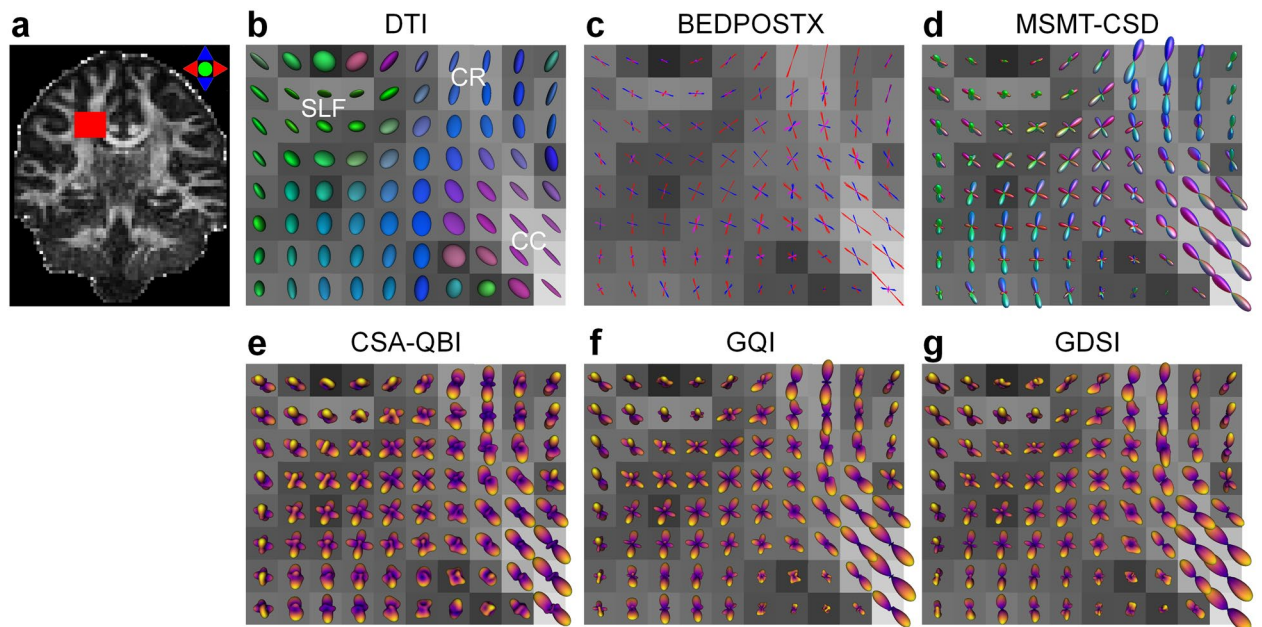 a
b
DTI
c
BEDPOSTX
d
MSMT-CSD
CR
SLF
CC
e
CSA-QBI
f
GQI
g
GDSI